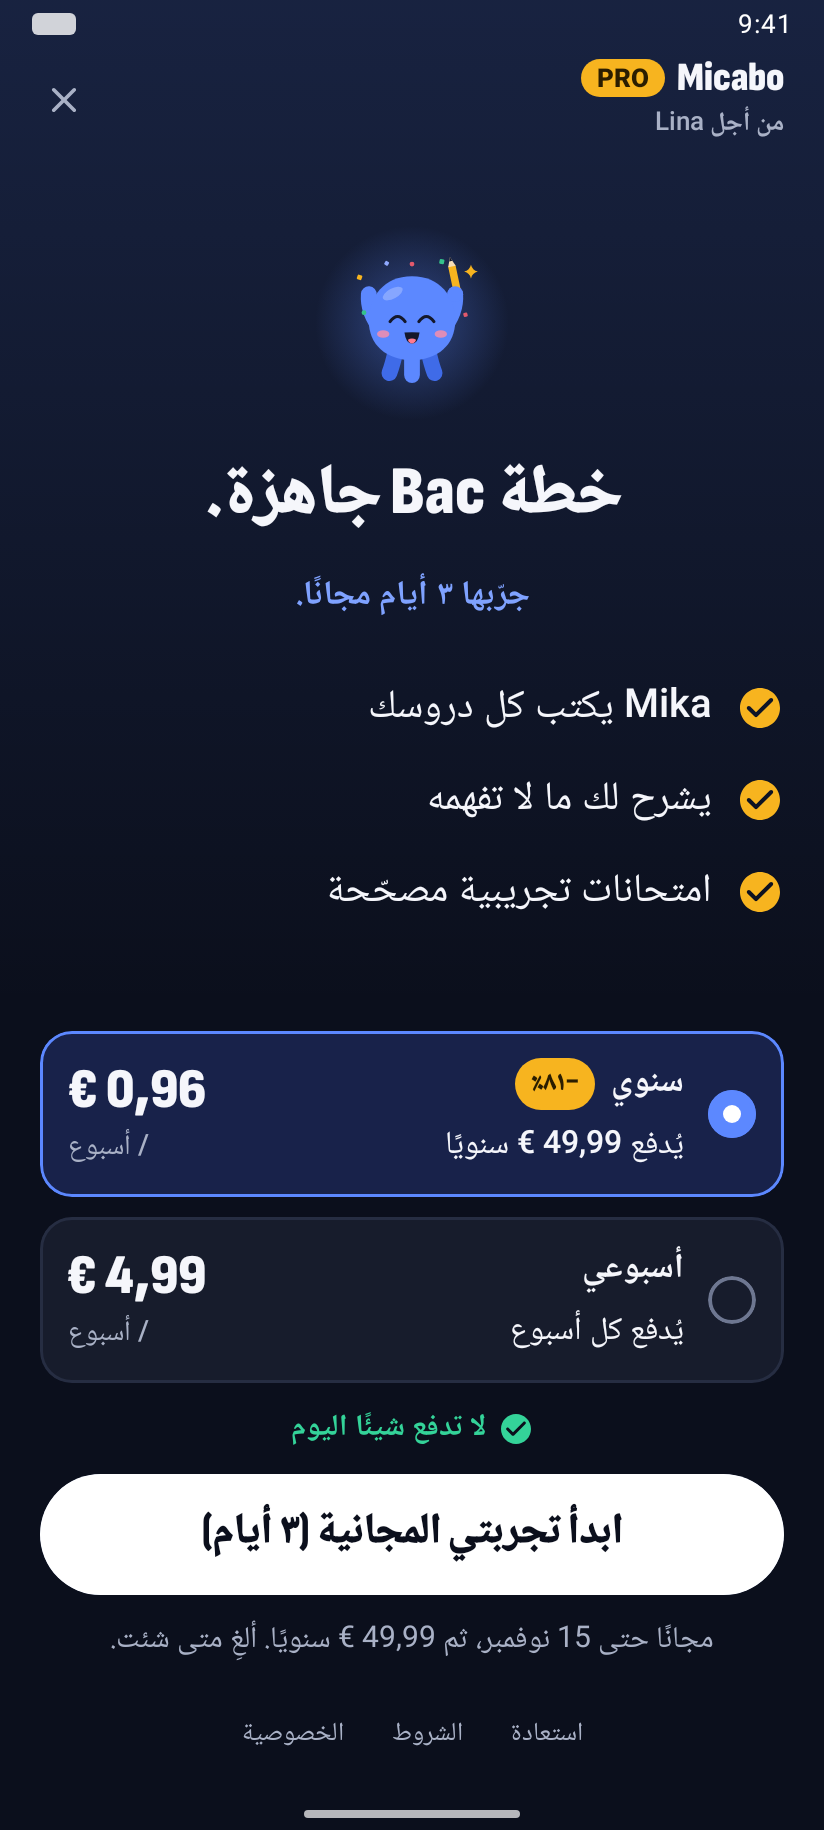 9:41
Micabo PRO
من أجل Lina
خطة Bac جاهزة.
جرّبها ٣ أيام مجانًا.
Mika يكتب كل دروسك
يشرح لك ما لا تفهمه
امتحانات تجريبية مصحّحة
سنوي −٨١٪
0,96 €
يُدفع 49,99 € سنويًا
/ أسبوع
أسبوعي
4,99 €
يُدفع كل أسبوع
/ أسبوع
لا تدفع شيئًا اليوم
ابدأ تجربتي المجانية (٣ أيام)
مجانًا حتى 15 نوفمبر، ثم 49,99 € سنويًا. ألغِ متى شئت.
استعادة الشروط الخصوصية